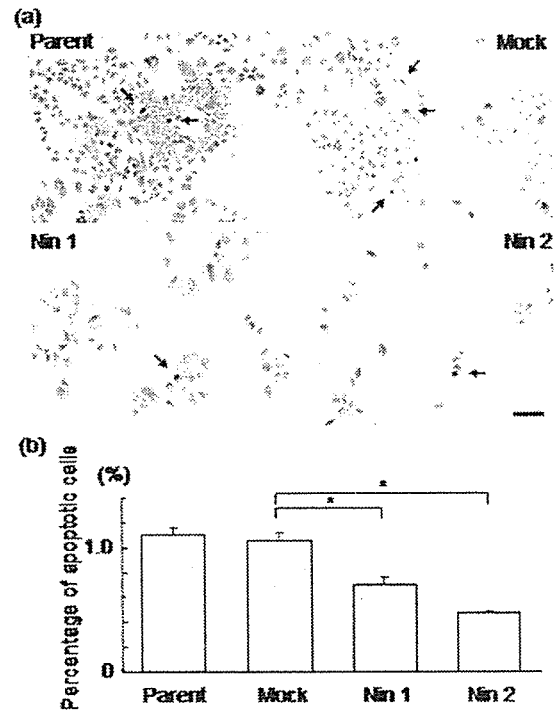 (a)
Parent
Mock
Nin 1
Nin 2
(b)
(%)
Percentage of apoptotic cells
1.0
0
*
*
Parent
Mock
Nin 1
Nin 2